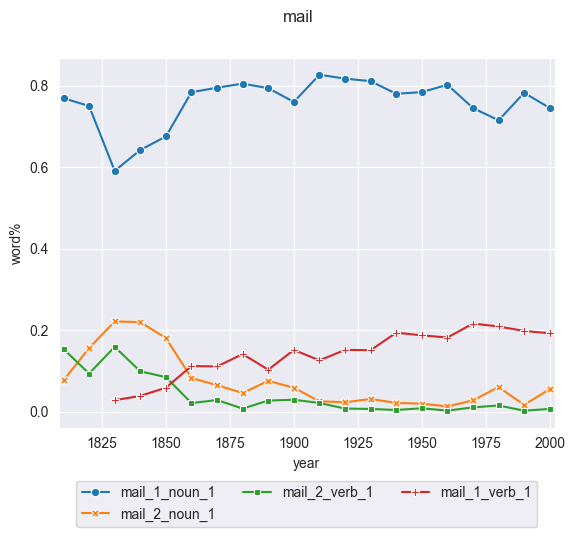 mail
0.8
0.6
0.4
0.2
0.0
word%
1825 1850 1875 1900 1925 1950 1975 2000
year
mail_1_noun_1 mail_2_verb_1 mail_1_verb_1
mail_2_noun_1